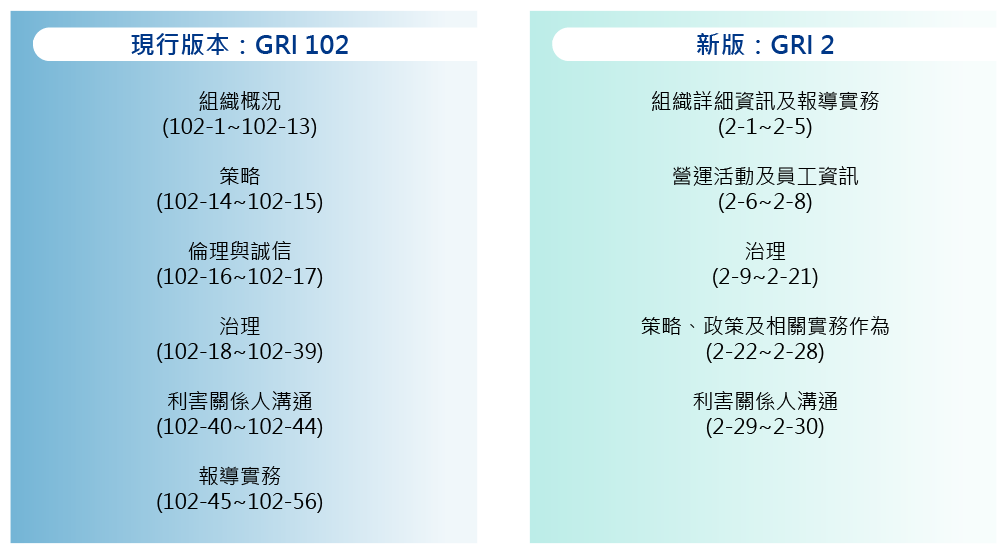 現行版本：GRI 102
組織概況
(102-1~102-13)
策略
(102-14~102-15)
倫理與誠信
(102-16~102-17)
治理
(102-18~102-39)
利害關係人溝通
(102-40~102-44)
報導實務
(102-45~102-56)
新版：GRI 2
組織詳細資訊及報導實務
(2-1~2-5)
營運活動及員工資訊
(2-6~2-8)
治理
(2-9~2-21)
策略、政策及相關實務作為
(2-22~2-28)
利害關係人溝通
(2-29~2-30)